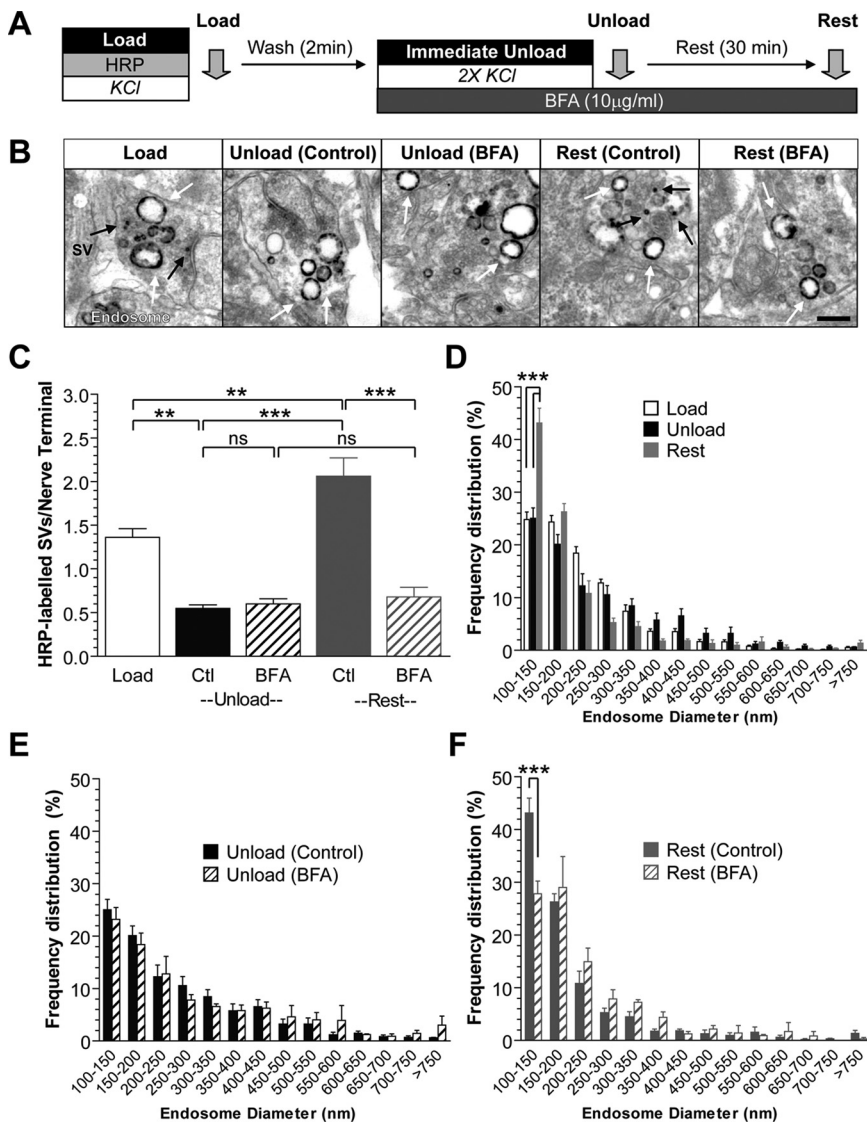 A
Load
HRP
KCl
Load
Wash (2min)
Immediate Unload
2X KCl
BFA (10µg/ml)
Unload
Rest (30 min)
Rest
B
Load
Unload (Control)
Unload (BFA)
Rest (Control)
Rest (BFA)
SV
Endosome
C
HRP-labelled SVs/Nerve Terminal
3.0
2.5
2.0
1.5
1.0
0.5
0.0
**
**
***
***
ns
ns
Load
Ctl
BFA
Ctl
BFA
--Unload--
--Rest--
D
Frequency distribution (%)
50
40
30
20
10
0
***
Load
Unload
Rest
100-150
150-200
200-250
250-300
300-350
350-400
400-450
450-500
500-550
550-600
600-650
650-700
700-750
>750
Endosome Diameter (nm)
E
Frequency distribution (%)
50
40
30
20
10
0
Unload (Control)
Unload (BFA)
100-150
150-200
200-250
250-300
300-350
350-400
400-450
450-500
500-550
550-600
600-650
650-700
700-750
>750
Endosome Diameter (nm)
F
Frequency distribution (%)
50
40
30
20
10
0
***
Rest (Control)
Rest (BFA)
100-150
150-200
200-250
250-300
300-350
350-400
400-450
450-500
500-550
550-600
600-650
650-700
700-750
>750
Endosome Diameter (nm)